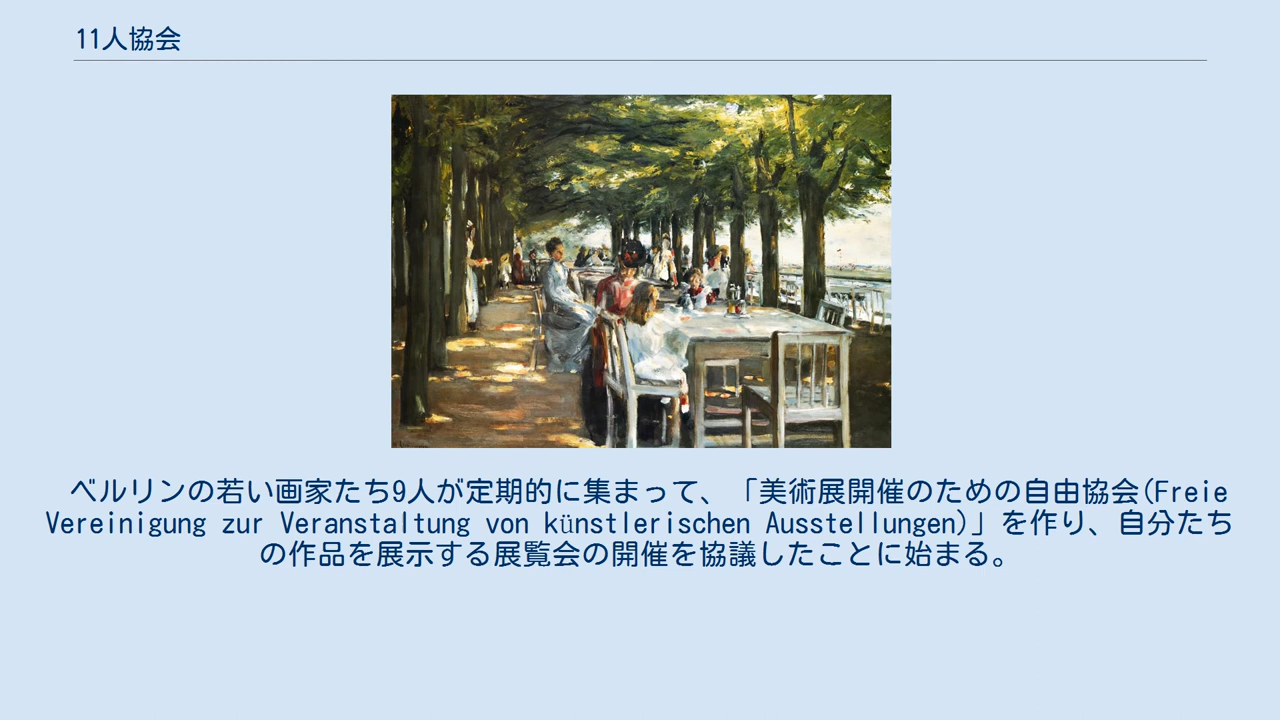 11人協会
ベルリンの若い画家たち9人が定期的に集まって、「美術展開催のための自由協会(Freie
Vereinigung zur Veranstaltung von künstlerischen Ausstellungen)」を作り、自分たち
の作品を展示する展覧会の開催を協議したことに始まる。